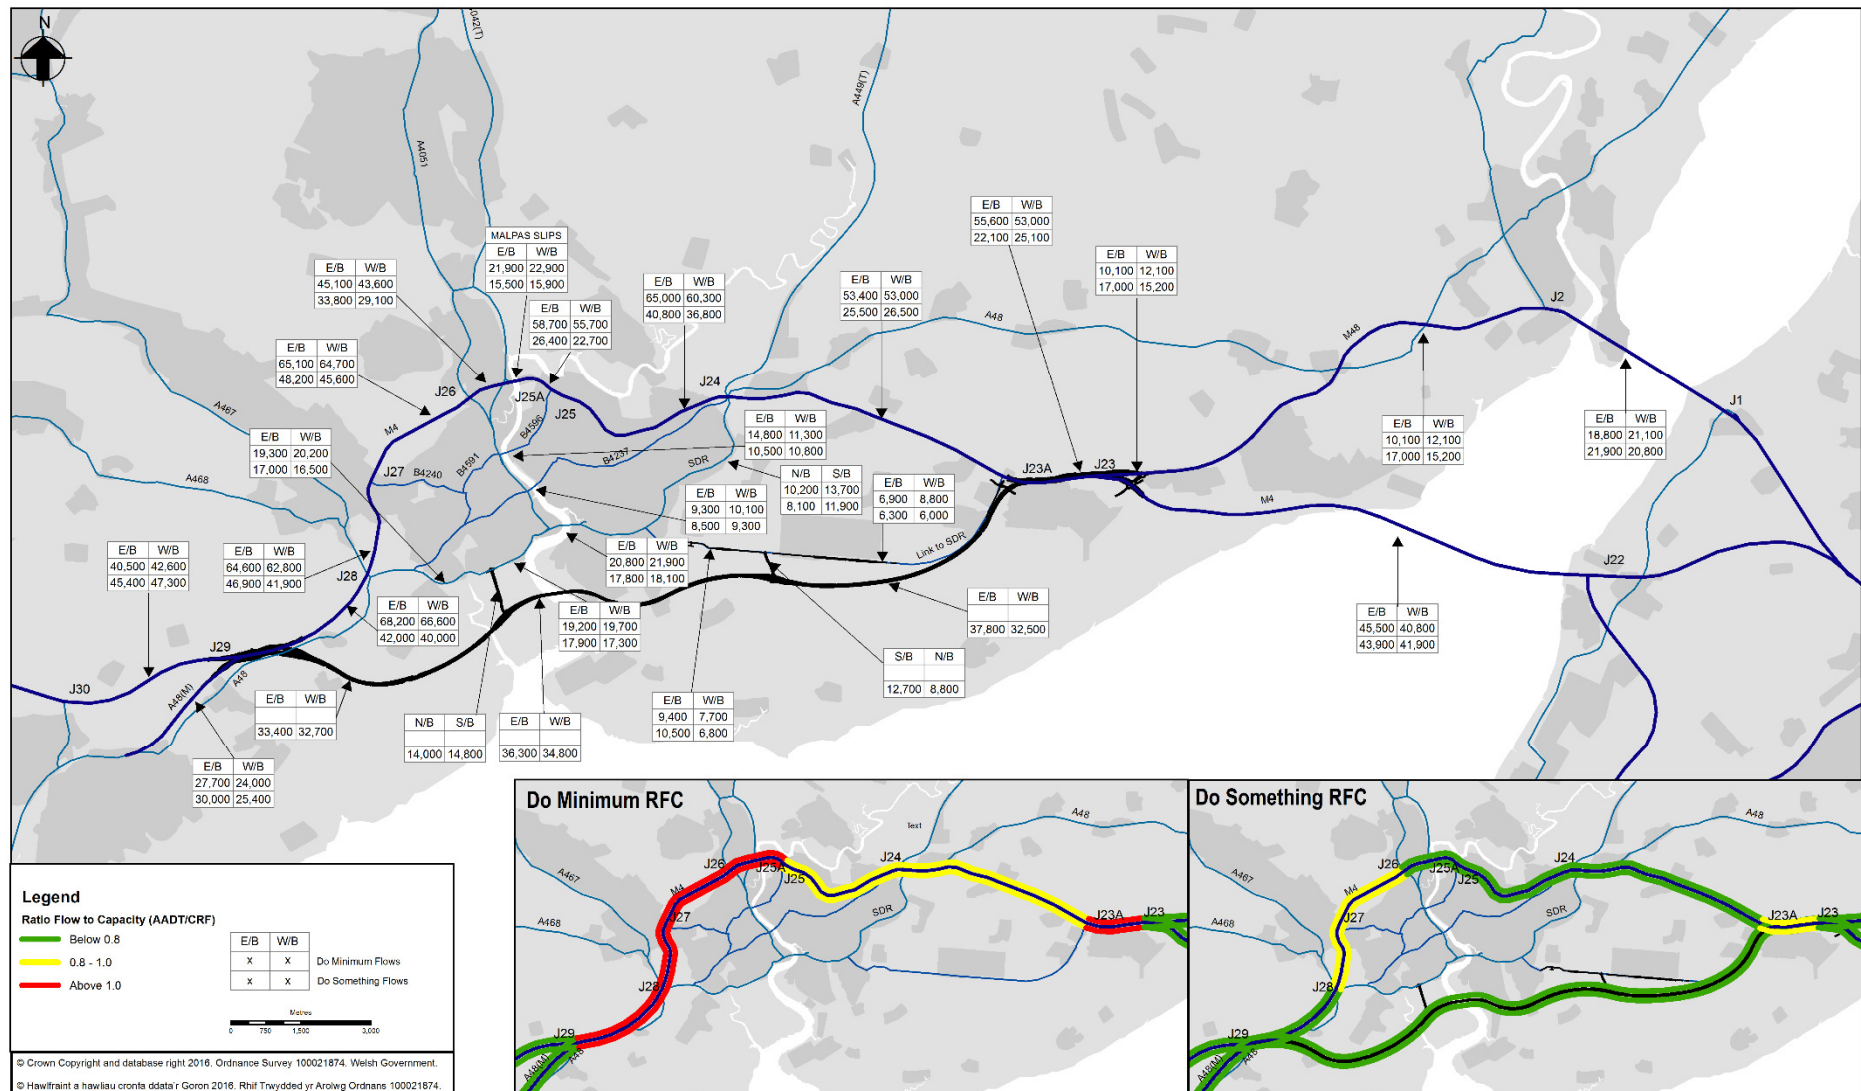 N
A042(T)
A4051
A449(T)
E/B W/B
55,600 53,000
22,100 25,100
MALPAS SLIPS
E/B W/B
21,900 22,900
15,500 15,900
E/B W/B
10,100 12,100
17,000 15,200
E/B W/B
45,100 43,600
33,800 29,100
E/B W/B
65,000 60,300
40,800 36,800
E/B W/B
53,400 53,000
25,500 26,500
J2
E/B W/B
58,700 55,700
26,400 22,700
A48
M48
E/B W/B
65,100 64,700
48,200 45,600
J26
J25A
J25
J24
J1
A467
M4
B4596
E/B W/B
14,800 11,300
10,500 10,800
E/B W/B
10,100 12,100
17,000 15,200
E/B W/B
18,800 21,100
21,900 20,800
E/B W/B
19,300 20,200
17,000 16,500
J27
B4240
B4591
B4237
SDR
J23A
J23
A468
N/B S/B
10,200 13,700
8,100 11,900
E/B W/B
6,900 8,800
6,300 6,000
E/B W/B
9,300 10,100
8,500 9,300
M4
Link to SDR
E/B W/B
40,500 42,600
45,400 47,300
E/B W/B
64,600 62,800
46,900 41,900
J28
E/B W/B
20,800 21,900
17,800 18,100
J22
E/B W/B
68,200 66,600
42,000 40,000
E/B W/B
19,200 19,700
17,900 17,300
E/B W/B
37,800 32,500
E/B W/B
45,500 40,800
43,900 41,900
J29
J30
A48(M)
A48
S/B N/B
12,700 8,800
E/B W/B
33,400 32,700
N/B S/B
14,000 14,800
E/B W/B
36,300 34,800
E/B W/B
9,400 7,700
10,500 6,800
E/B W/B
27,700 24,000
30,000 25,400
Do Minimum RFC
Text
A48
J26
J25A
J25
J24
A467
M4
A468
J27
SDR
J23A
J23
J28
J29
A48(M)
A48
Do Something RFC
A48
J26
J25A
J25
J24
A467
M4
A468
J27
SDR
J23A
J23
J28
J29
A48(M)
A48
Legend
Ratio Flow to Capacity (AADT/CRF)
Below 0.8
0.8 - 1.0
Above 1.0
E/B W/B
x x Do Minimum Flows
x x Do Something Flows
Metres
0 750 1,500 3,000
© Crown Copyright and database right 2016. Ordnance Survey 100021874. Welsh Government.
© Hawlfraint a hawliau cronfa ddata'r Goron 2016. Rhif Trwydded yr Arolwg Ordnans 100021874.